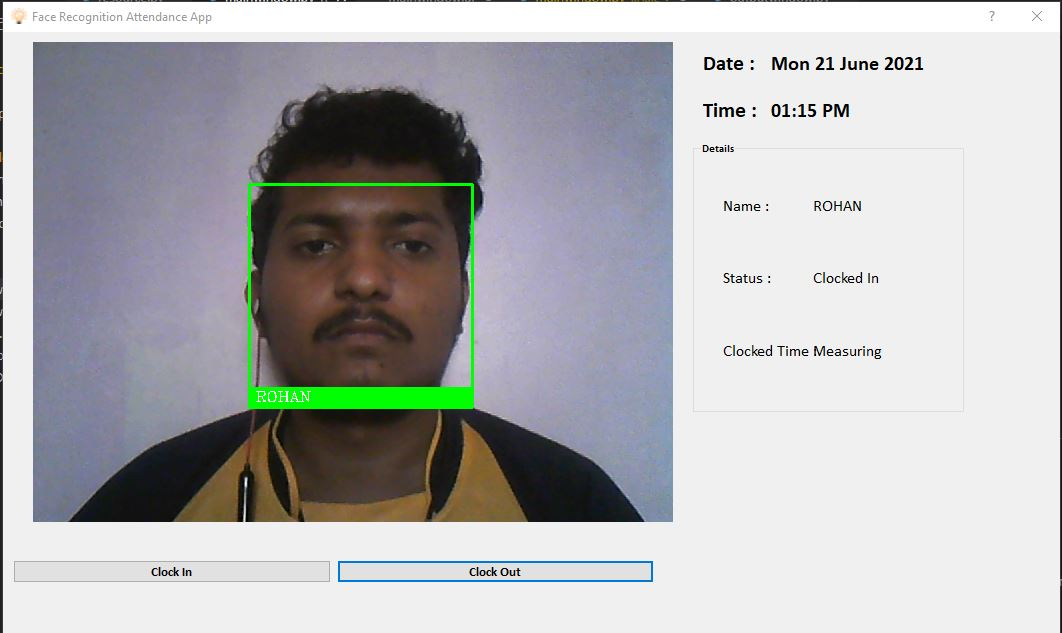 Face Recognition Attendance App
?
Date : Mon 21 June 2021
Time : 01:15 PM
Details
Name : ROHAN
Status : Clocked In
Clocked Time Measuring
ROHAN
Clock In
Clock Out